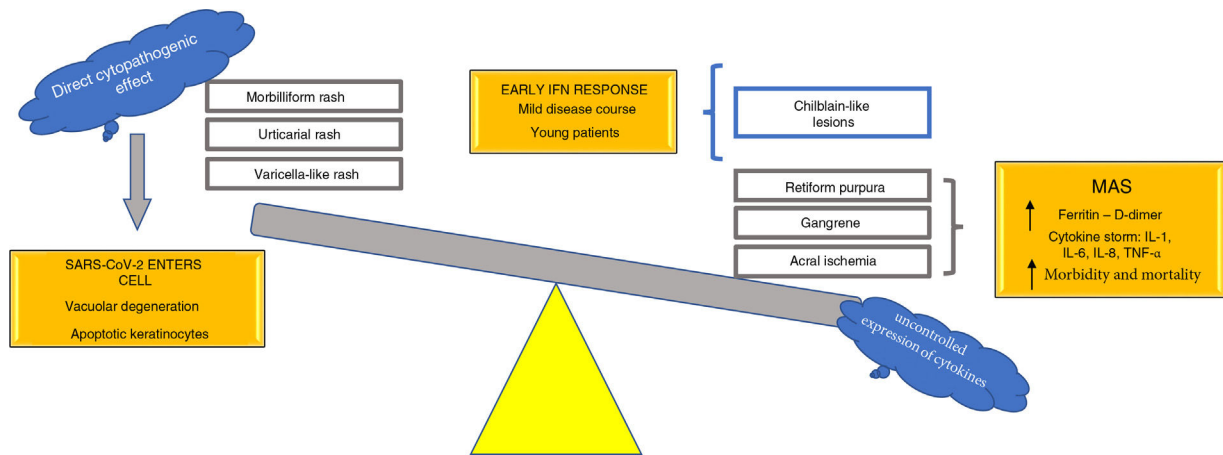 Direct cytopathogenic
effect
Morbilliform rash
Urticarial rash
Varicella-like rash
SARS-CoV-2 ENTERS
CELL
Vacuolar degeneration
Apoptotic keratinocytes
EARLY IFN RESPONSE
Mild disease course
Young patients
Chilblain-like
lesions
Retiform purpura
Gangrene
Acral ischemia
MAS
Ferritin – D-dimer
Cytokine storm: IL-1,
IL-6, IL-8, TNF-α
Morbidity and mortality
uncontrolled
expression of cytokines